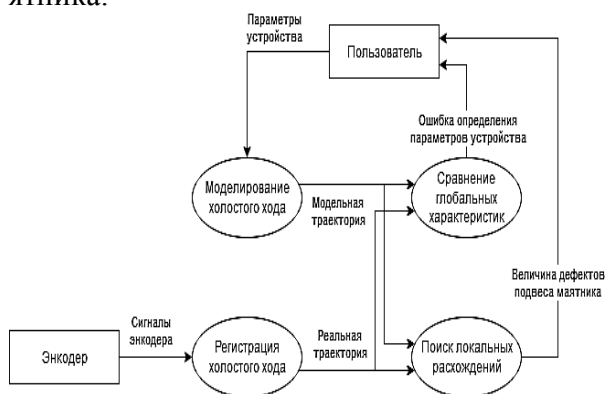 ятника.
Параметры
устройства
Пользователь
Ошибка определения
параметров устройства
Моделирование
холостого хода
Модельная
траектория
Сравнение
глобальных
характеристик
Величина дефектов
подвеса маятника
Энкодер
Сигналы
энкодера
Регистрация
холостого хода
Реальная
траектория
Поиск локальных
расхождений